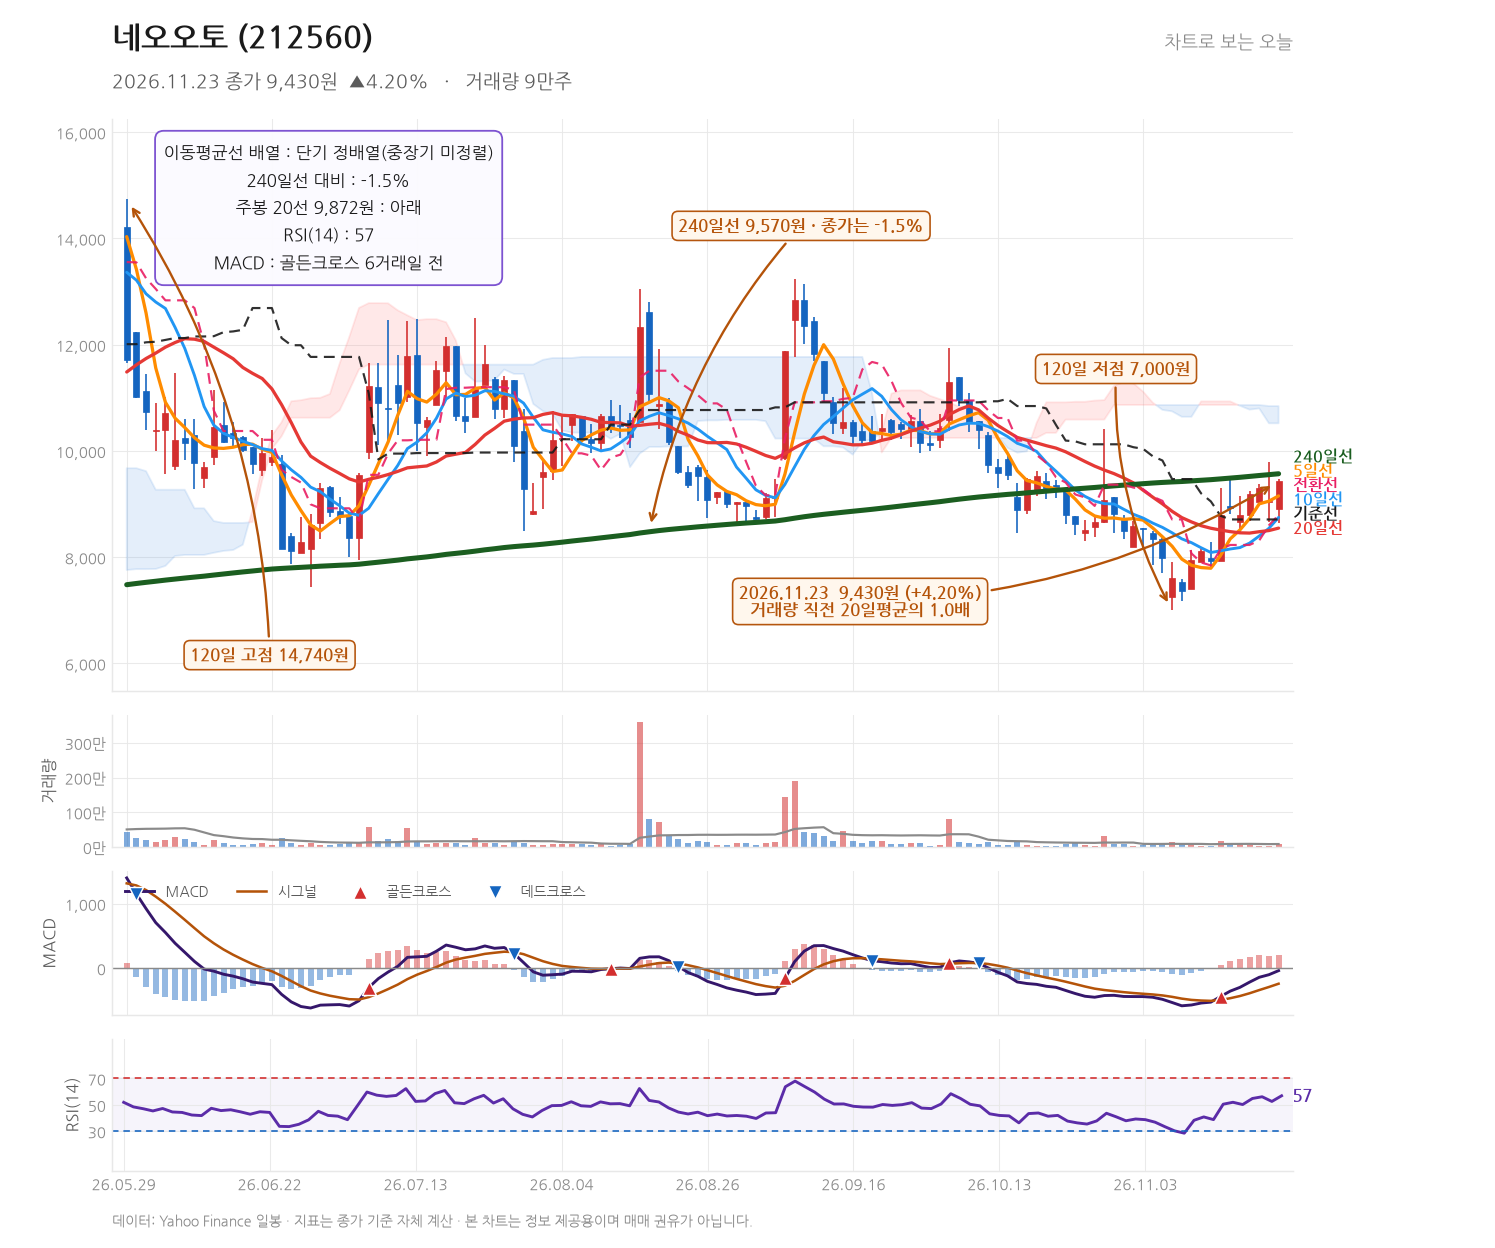 네오오토 (212560)
차트로 보는 오늘
2026.11.23 종가 9,430원 ▲4.20% · 거래량 9만주
16,000
14,000
12,000
10,000
8,000
6,000
이동평균선 배열 : 단기 정배열(중장기 미정렬)
240일선 대비 : -1.5%
주봉 20선 9,872원 : 아래
RSI(14) : 57
MACD : 골든크로스 6거래일 전
240일선 9,570원 · 종가는 -1.5%
120일 저점 7,000원
2026.11.23 9,430원 (+4.20%)
거래량 직전 20일평균의 1.0배
120일 고점 14,740원
240일선
5일선
전환선
10일선
기준선
20일선
거래량
300만
200만
100만
0만
MACD
1,000
0
MACD
시그널
골든크로스
데드크로스
RSI(14)
70
50
30
57
26.05.29
26.06.22
26.07.13
26.08.04
26.08.26
26.09.16
26.10.13
26.11.03
데이터: Yahoo Finance 일봉 · 지표는 종가 기준 자체 계산 · 본 차트는 정보 제공용이며 매매 권유가 아닙니다.